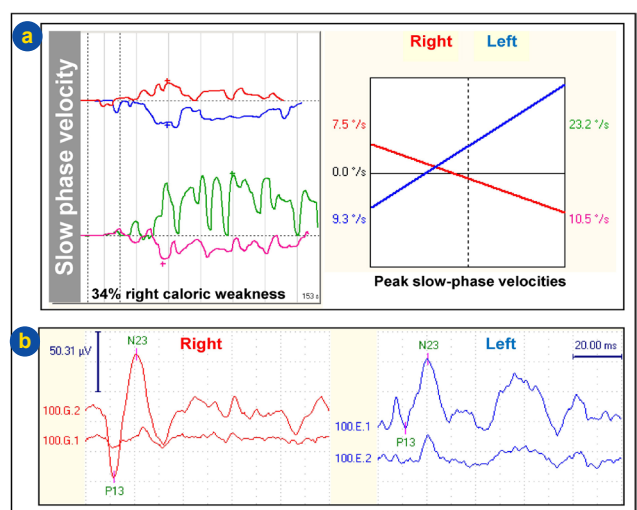 a
Slow phase velocity
34% right caloric weakness
153 s
Right Left
7.5 °/s
23.2 °/s
0.0 °/s
9.3 °/s
10.5 °/s
Peak slow-phase velocities
b
50.31 µV
N23
Right
100.G.2
100.G.1
P13
N23
Left
20.00 ms
100.E.1
P13
100.E.2